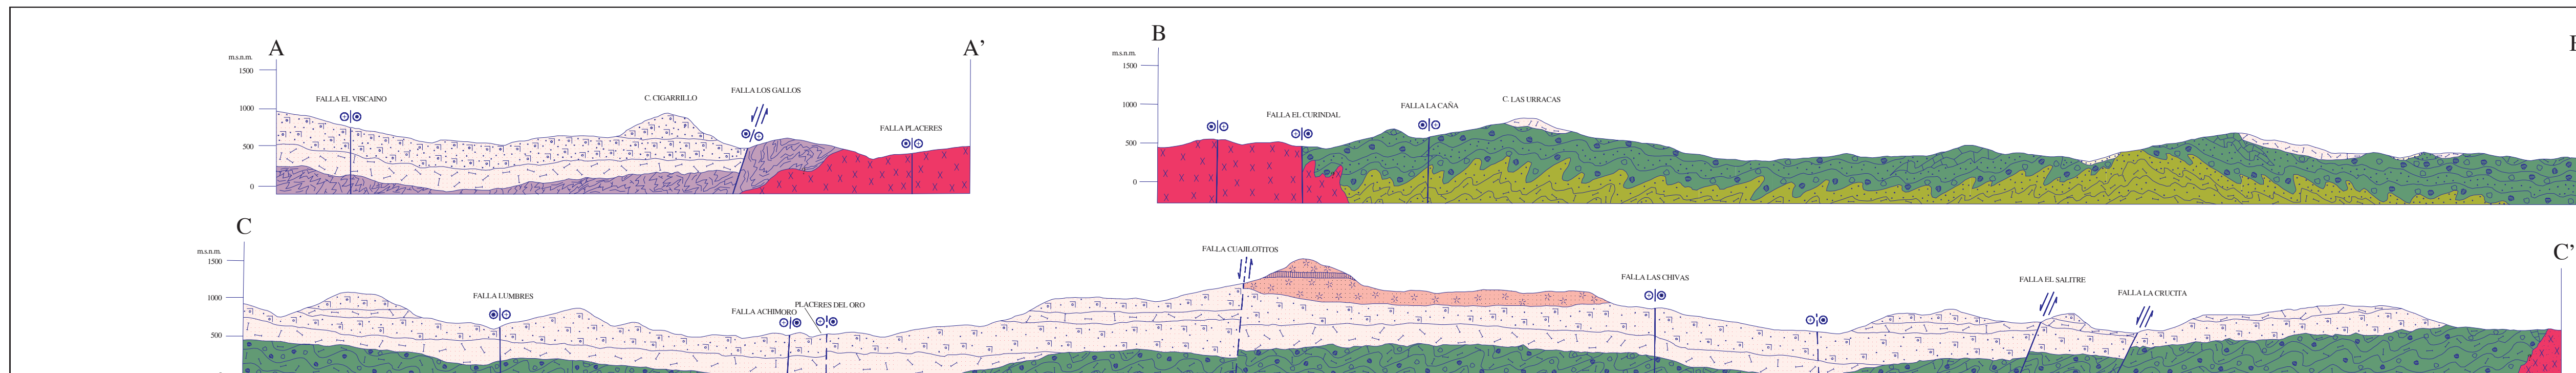 A
A’
m.s.n.m.
1500
1000
500
0
FALLA EL VISCAINO
C. CIGARRILLO
FALLA LOS GALLOS
FALLA PLACERES
B
m.s.n.m.
1500
1000
500
0
FALLA EL CURINDAL
FALLA LA CAÑA
C. LAS URRACAS
C
C’
m.s.n.m.
1500
1000
500
FALLA LUMBRES
FALLA ACHIMORO
PLACERES DEL ORO
FALLA CUAJILOTITOS
FALLA LAS CHIVAS
FALLA EL SALITRE
FALLA LA CRUCITA